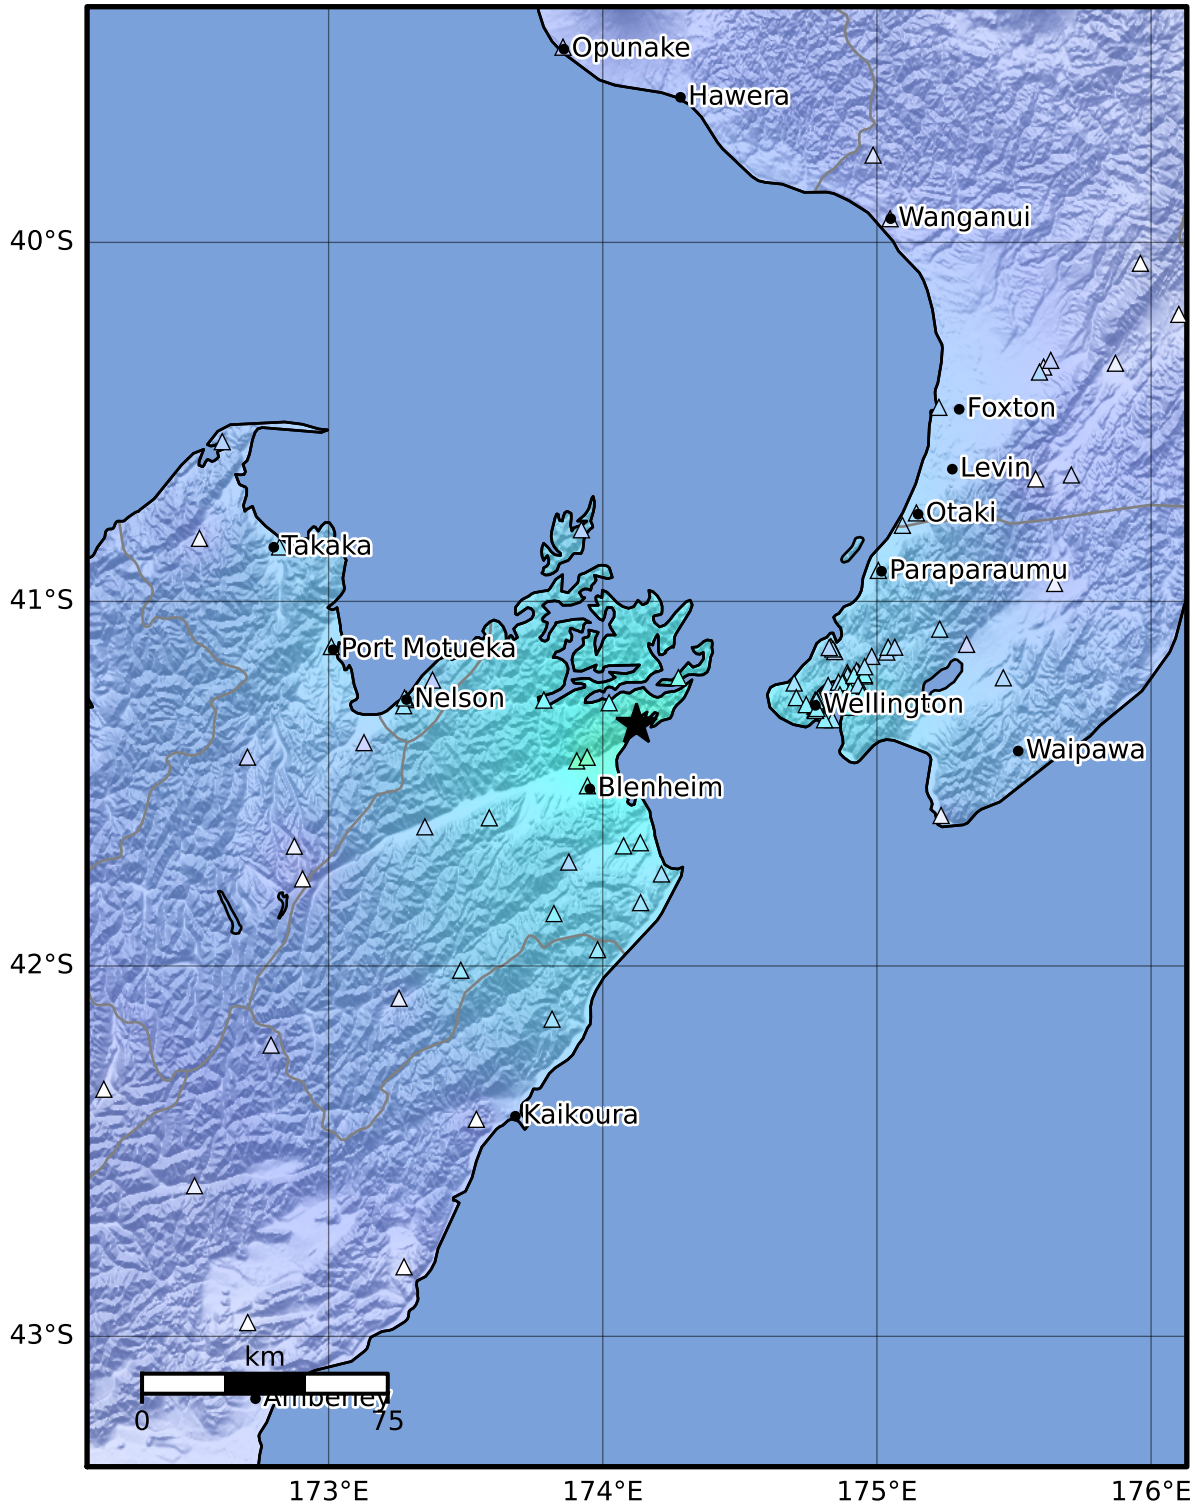 Opunake
Hawera
Wanganui
40°S
Foxton
Levin
Otaki
Takaka
Paraparaumu
41°S
Port Motueka
Nelson
Wellington
Waipawa
Blenheim
42°S
Kaikoura
43°S
km
Amberley
0
75
173°E
174°E
175°E
176°E